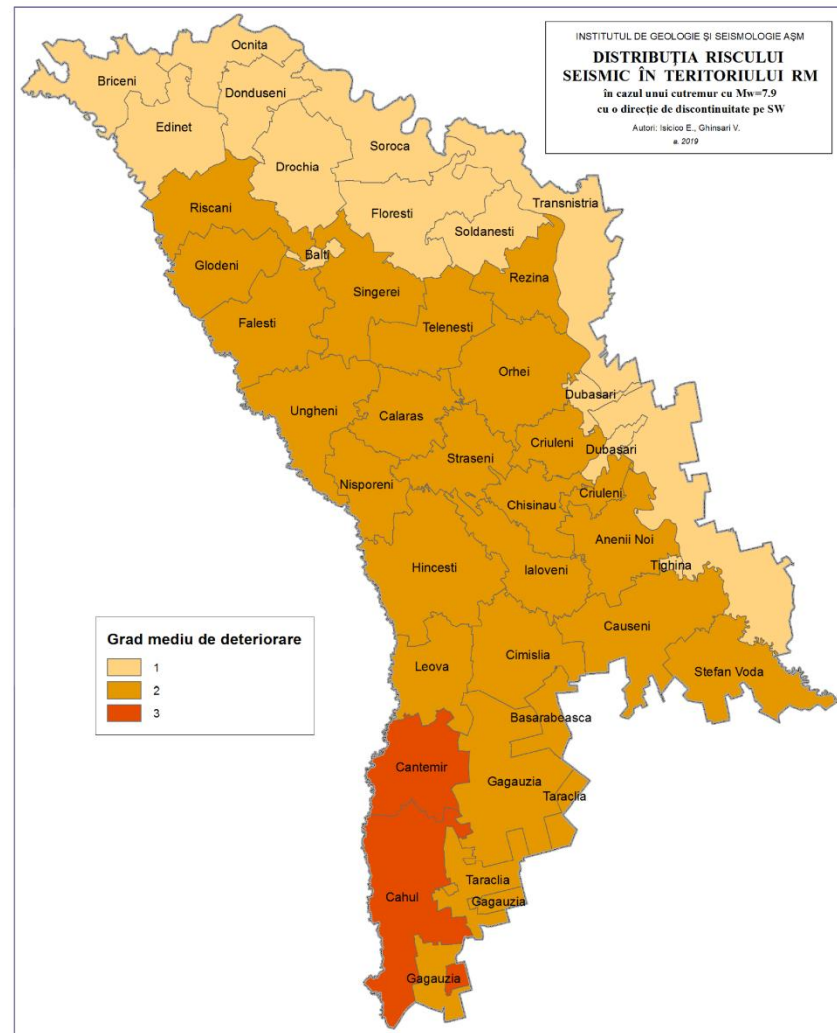 INSTITUTUL DE GEOLOGIE ȘI SEISMOLOGIE AȘM
DISTRIBUȚIA RISCULUI
SEISMIC ÎN TERITORIULUI RM
în cazul unui cutremur cu Mw=7.9
cu o direcție de discontinuitate pe SW
Autori: Isicico E., Ghinsari V.
a. 2019
Ocnita
Briceni
Donduseni
Edinet
Soroca
Drochia
Transnistria
Riscani
Floresti
Soldanesti
Balti
Glodeni
Rezina
Singerei
Falesti
Telenesti
Orhei
Dubasari
Ungheni
Calaras
Criuleni
Dubasari
Straseni
Nisporeni
Criuleni
Chisinau
Anenii Noi
Tighina
Hincesti
Ialoveni
Causeni
Cimislia
Leova
Stefan Voda
Basarabeasca
Cantemir
Gagauzia
Taraclia
Taraclia
Cahul
Gagauzia
Gagauzia
Grad mediu de deteriorare
1
2
3